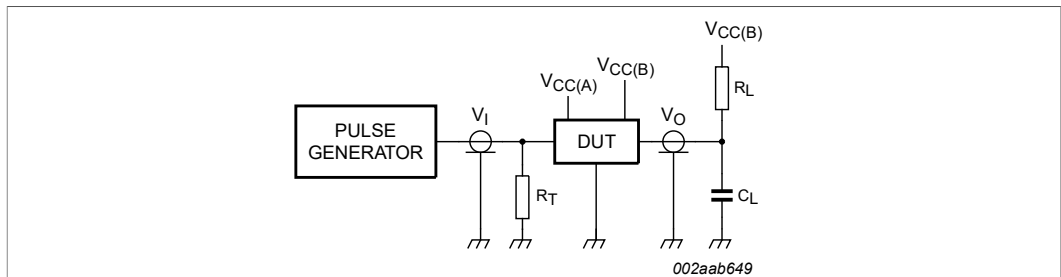 VCC(B)
VCC(A)
VCC(B)
RL
VI
VO
PULSE
GENERATOR
DUT
RT
CL
002aab649